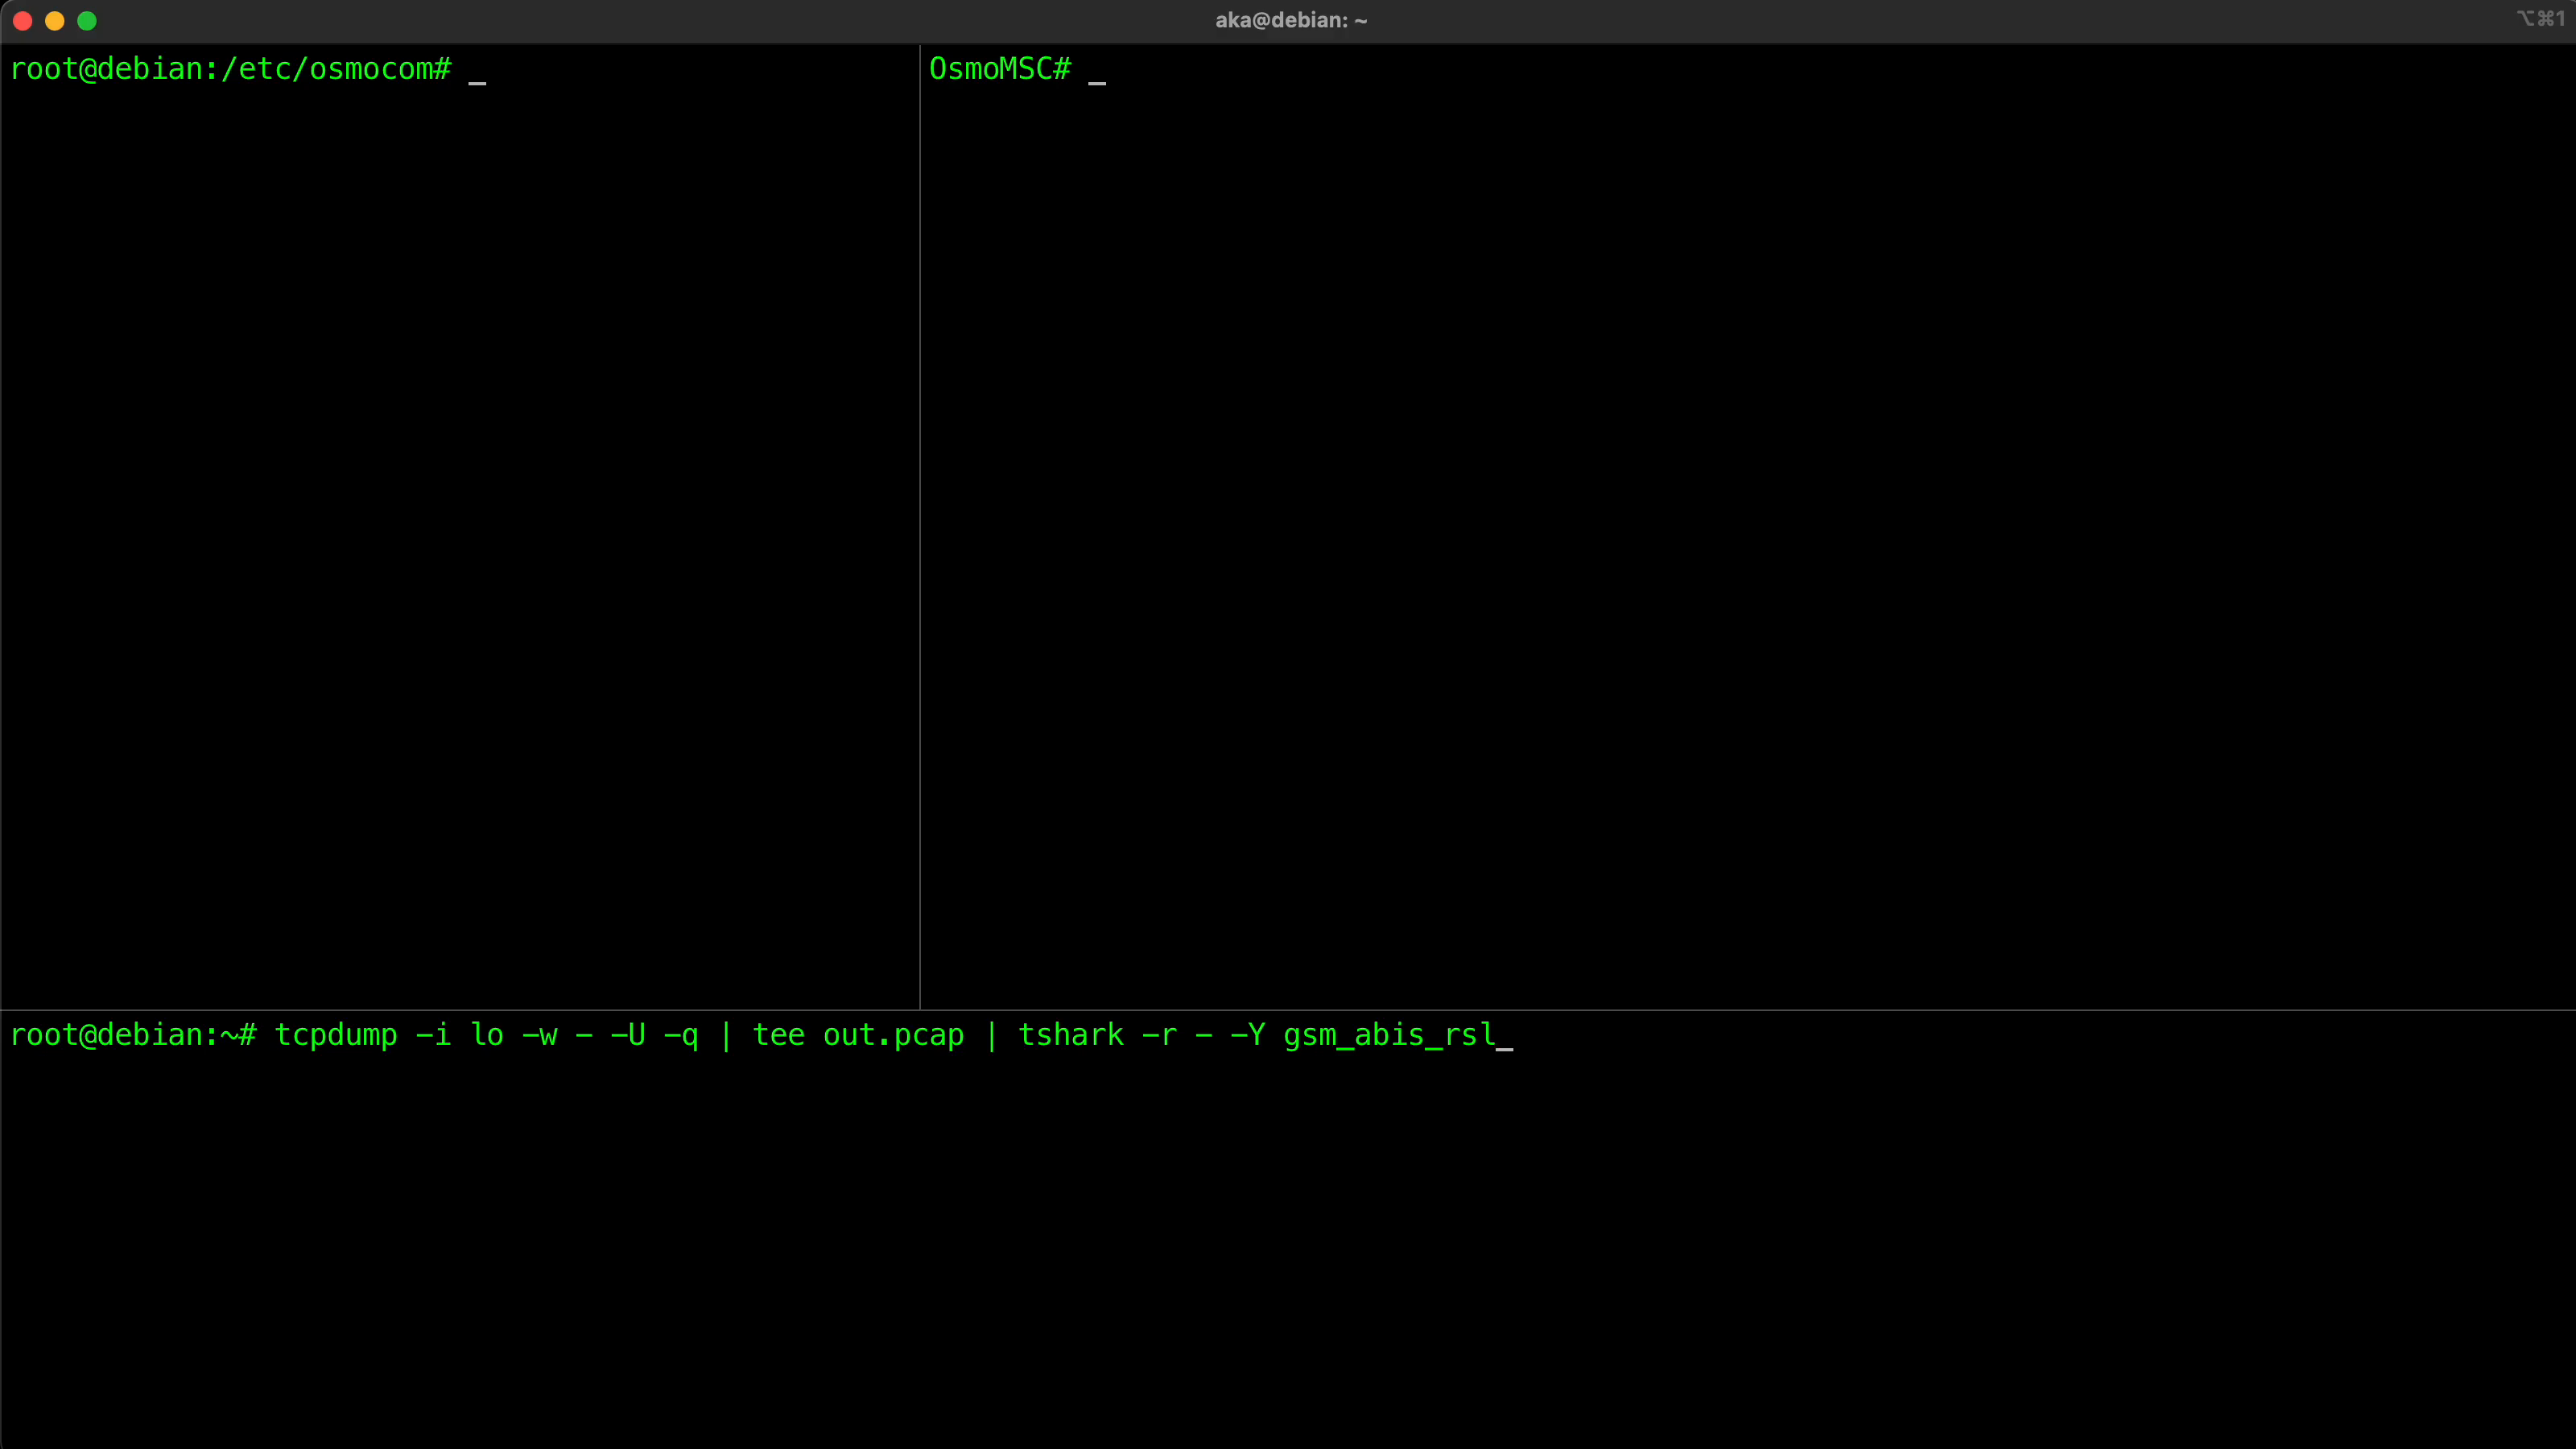 aka@debian: ~
⌥⌘1
root@debian:/etc/osmocom# _
OsmoMSC# _
root@debian:~# tcpdump -i lo -w - -U -q | tee out.pcap | tshark -r - -Y gsm_abis_rsl_